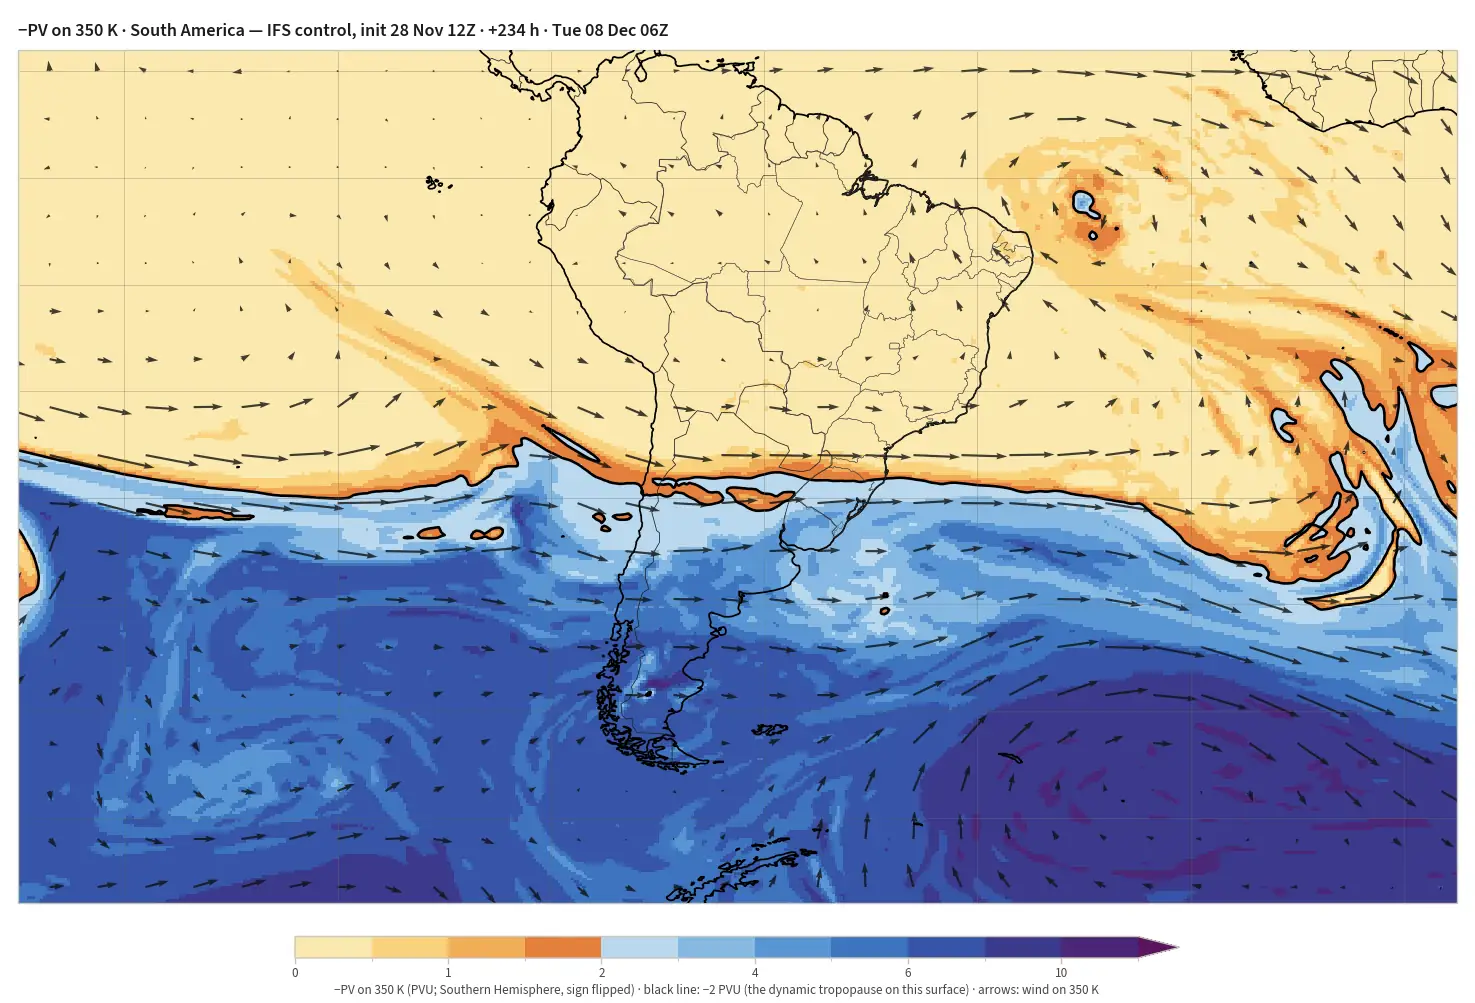 −PV on 350 K · South America — IFS control, init 28 Nov 12Z · +234 h · Tue 08 Dec 06Z
0 1 2 4 6 10
−PV on 350 K (PVU; Southern Hemisphere, sign flipped) · black line: −2 PVU (the dynamic tropopause on this surface) · arrows: wind on 350 K